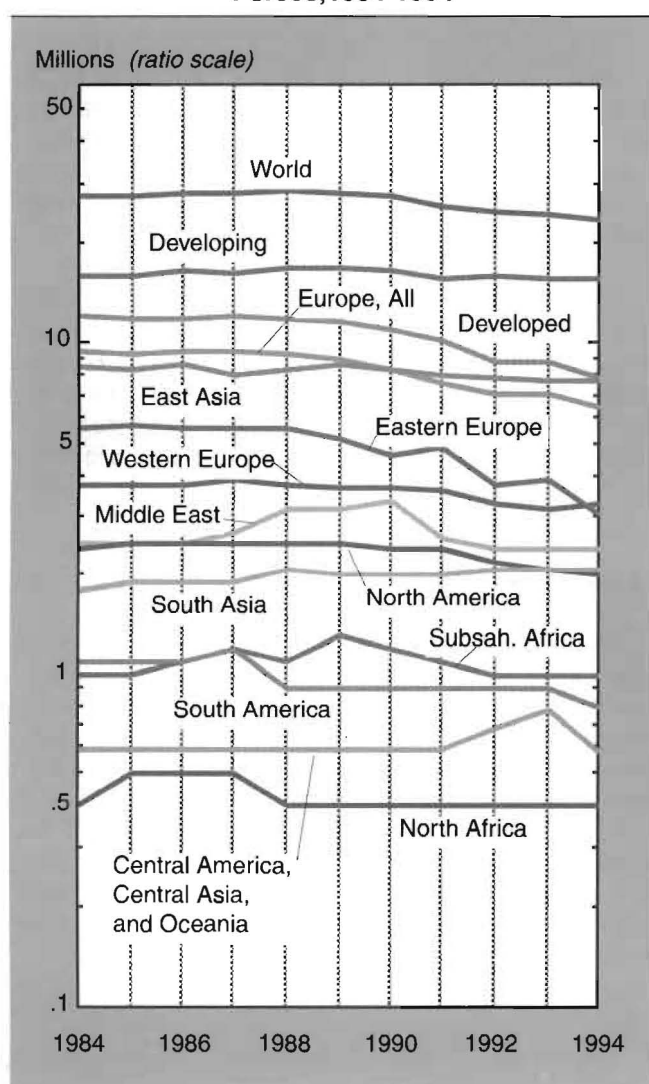 Millions (ratio scale)
50
World
Developing
Europe, All
10
Developed
East Asia
5
Eastern Europe
Western Europe
Middle East
North America
South Asia
Subsah. Africa
1
South America
.5
North Africa
Central America,
Central Asia,
and Oceania
.1
1984 1986 1988 1990 1992 1994